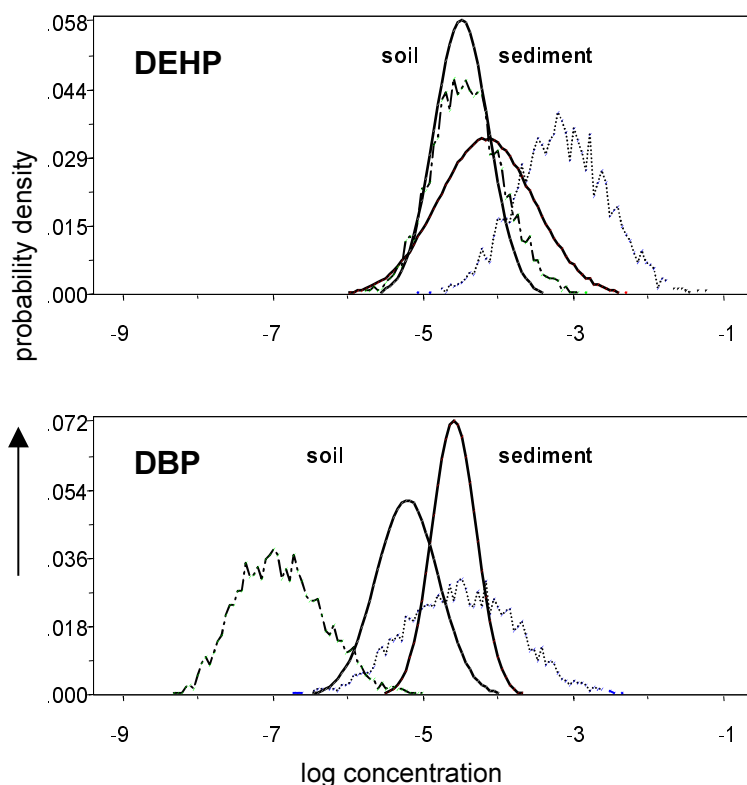 .058
soil sediment
DEHP
.044
.029
.015
.000
-9 -7 -5 -3 -1
probability density
.072
soil sediment
DBP
.054
.036
.018
.000
-9 -7 -5 -3 -1
log concentration